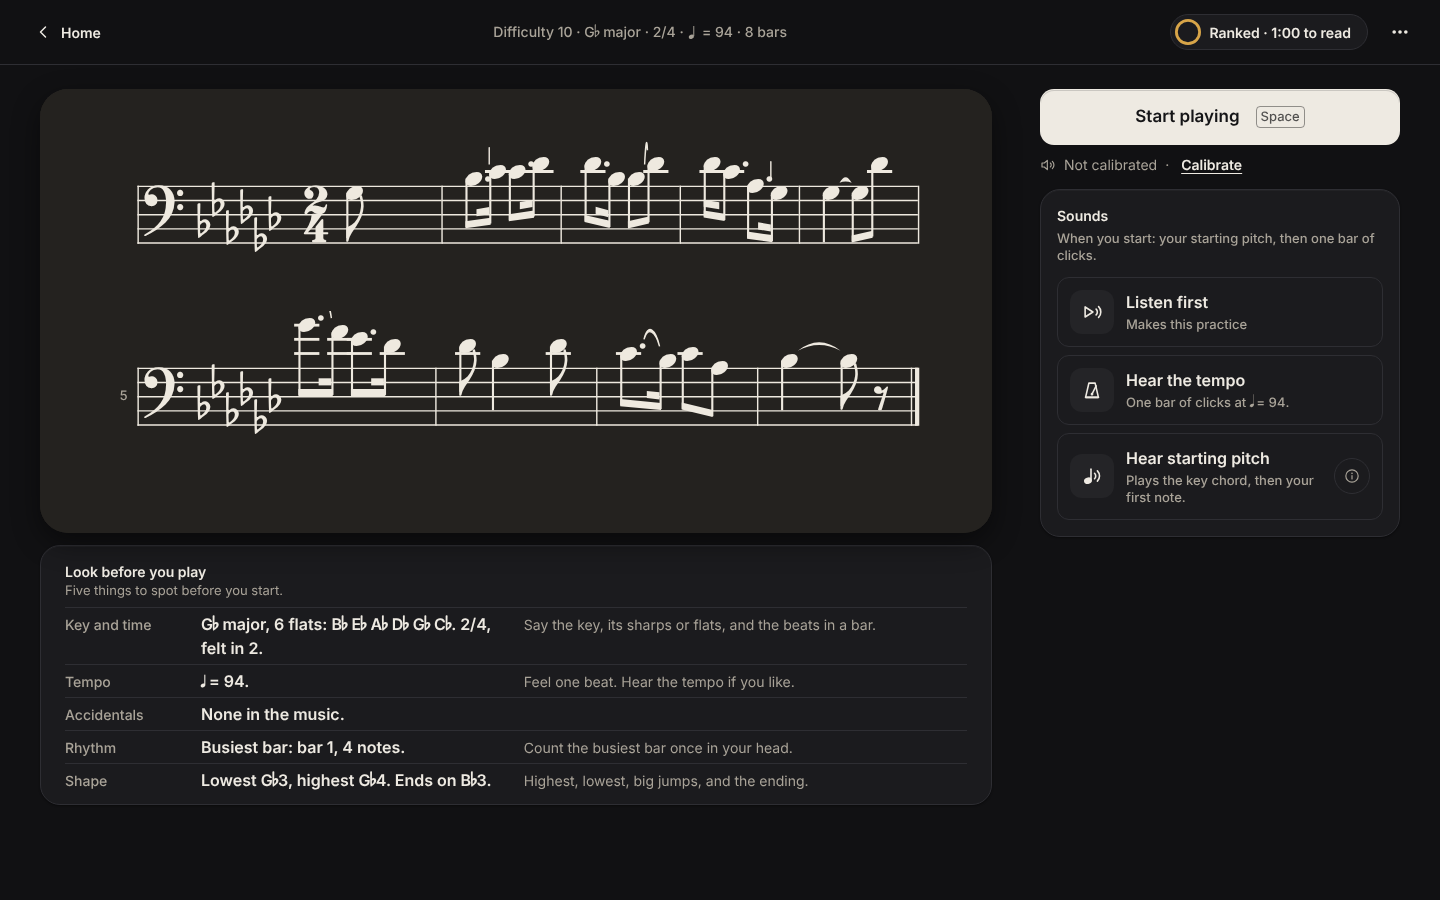 Home
Difficulty 10 · G♭ major · 2/4 · ♩ = 94 · 8 bars
Ranked · 1:00 to read
Start playing Space
Not calibrated · Calibrate
Sounds
When you start: your starting pitch, then one bar of
clicks.
Listen first
Makes this practice
Hear the tempo
One bar of clicks at ♩= 94.
Hear starting pitch
Plays the key chord, then your
first note.
2
4
5
Look before you play
Five things to spot before you start.
Key and time G♭ major, 6 flats: B♭ E♭ A♭ D♭ G♭ C♭. 2/4, Say the key, its sharps or flats, and the beats in a bar.
felt in 2.
Tempo ♩= 94. Feel one beat. Hear the tempo if you like.
Accidentals None in the music.
Rhythm Busiest bar: bar 1, 4 notes. Count the busiest bar once in your head.
Shape Lowest G♭3, highest G♭4. Ends on B♭3. Highest, lowest, big jumps, and the ending.